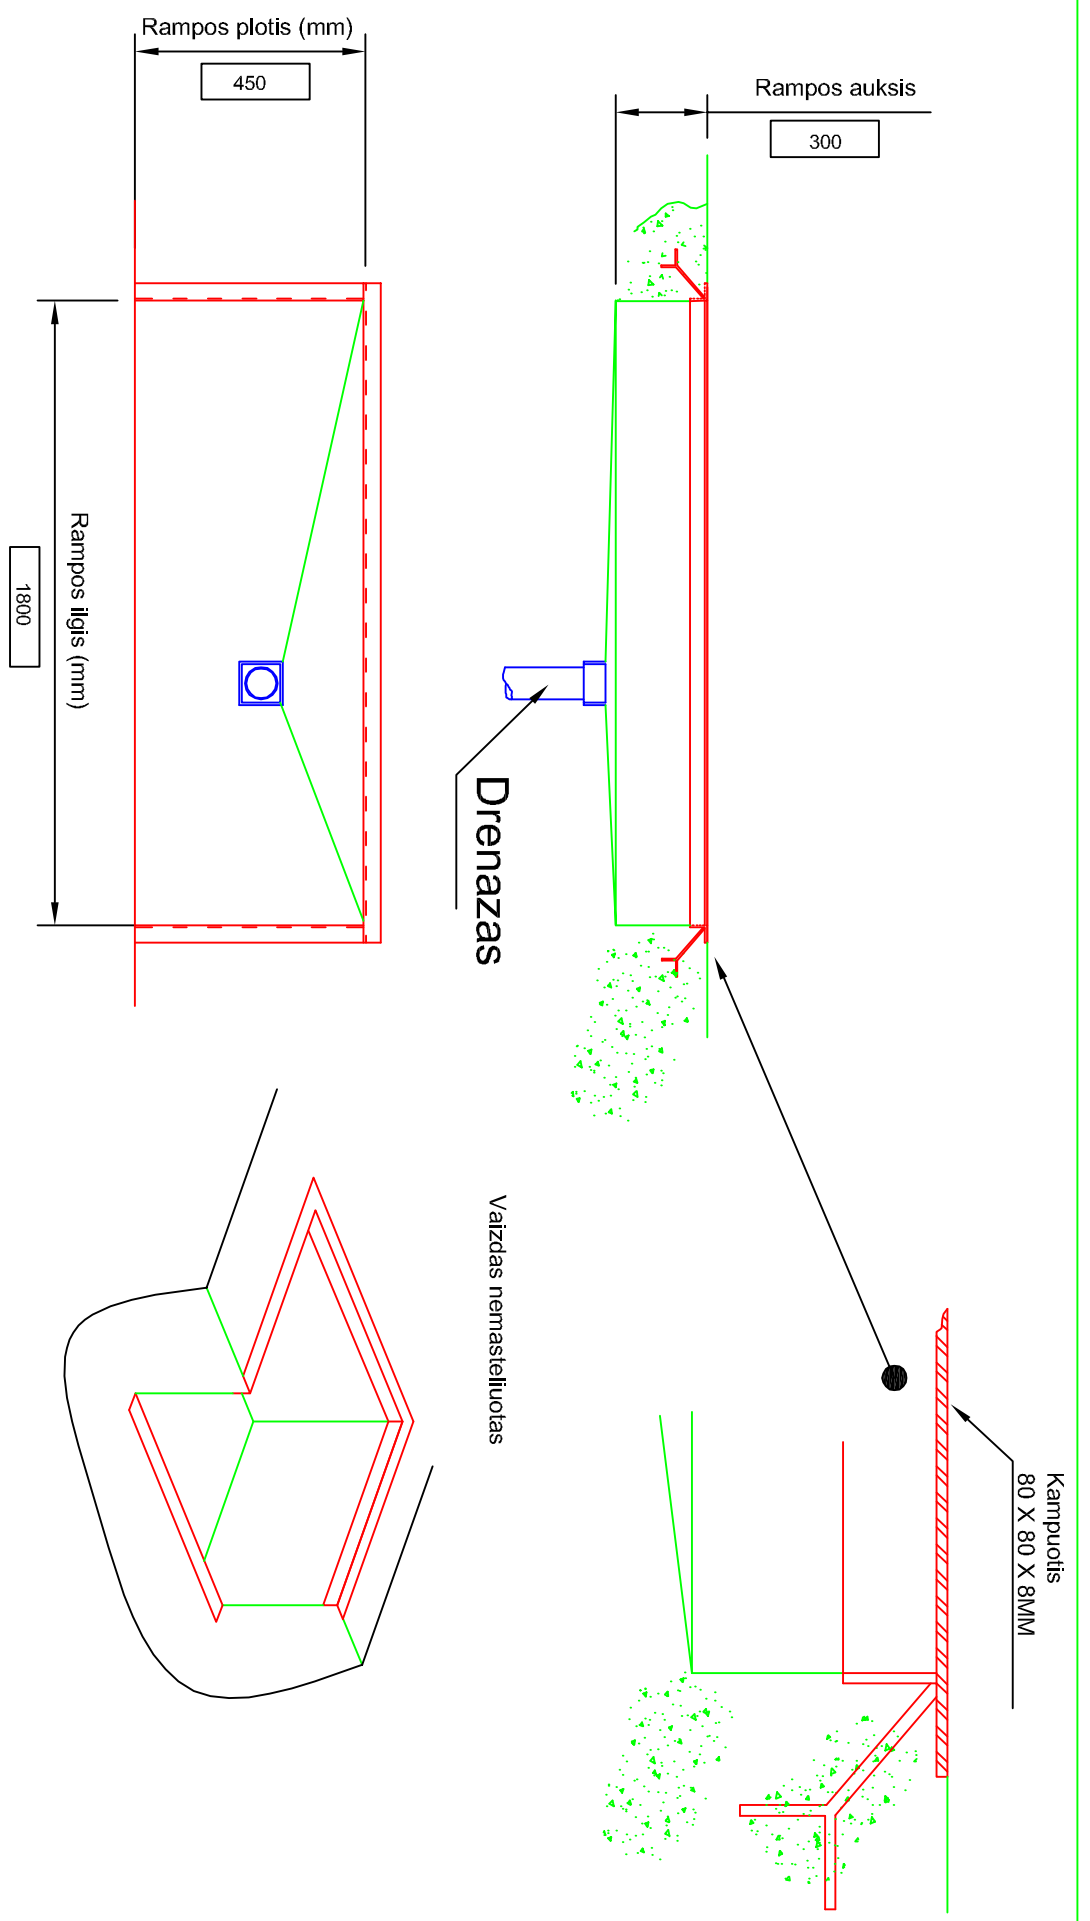 Rampos plotis (mm)
450
Rampos auksis
300
Rampos ilgis (mm)
1800
Drenazas
Vaizdas nemasteliuotas
Kampuotis
80 X 80 X 8MM